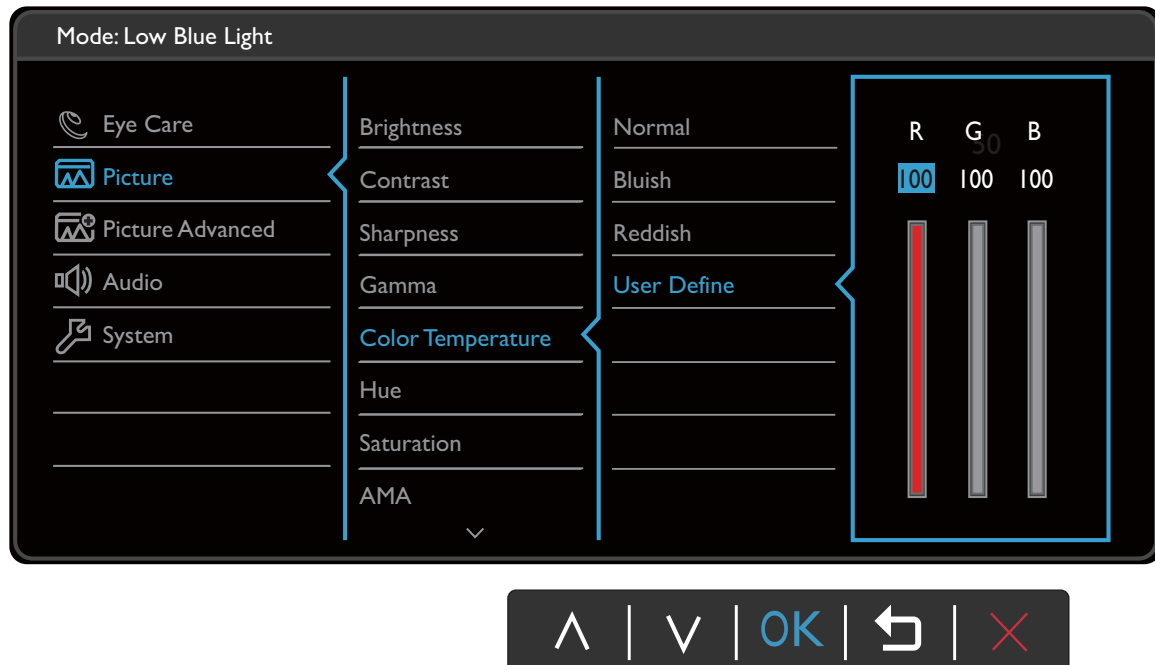 Mode: Low Blue Light
Eye Care
Picture
Picture Advanced
Audio
System
Brightness
Contrast
Sharpness
Gamma
Color Temperature
Hue
Saturation
AMA
Normal
Bluish
Reddish
User Define
R G B
50
100 100 100
OK